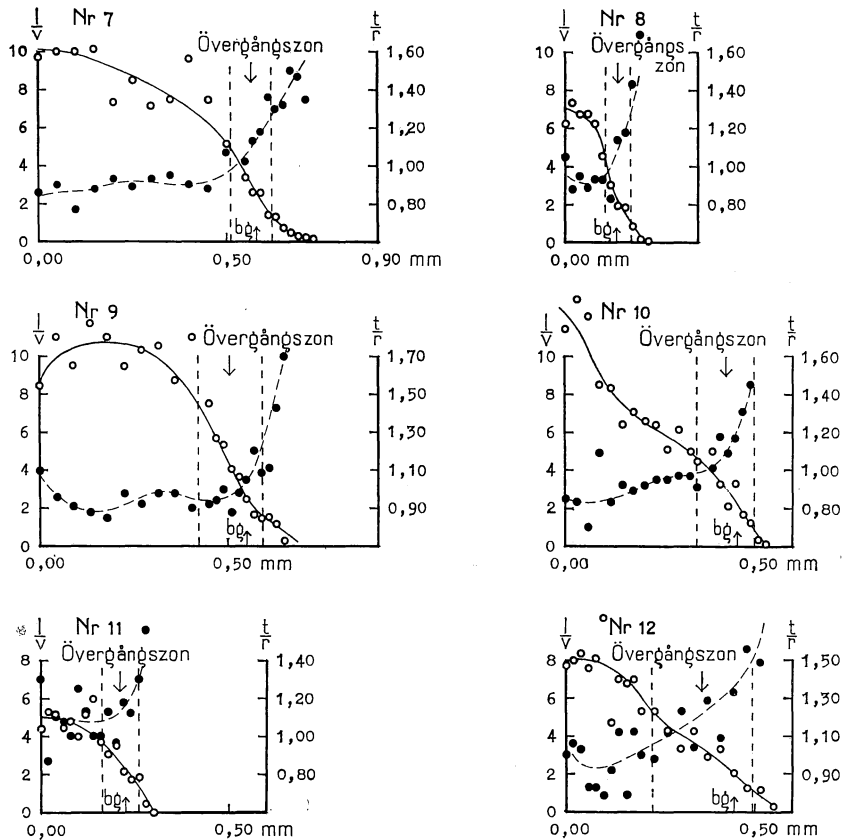 Nr 7
l/v
t/r
Övergångszon
10
8
6
4
2
0
1,60
1,40
1,20
1,00
0,80
bg
0,00 0,50 0,90 mm
Nr 8
l/v
t/r
Övergångs
zon
10
8
6
4
2
0
1,60
1,40
1,20
1,00
0,80
bg
0,00 mm
Nr 9
l/v
t/r
Övergångszon
10
8
6
4
2
0
1,70
1,50
1,30
1,10
0,90
bg
0,00 0,50 mm
Nr 10
l/v
t/r
Övergångszon
10
8
6
4
2
0
1,60
1,40
1,20
1,00
0,80
bg
0,00 0,50 mm
Nr 11
l/v
t/r
Övergångszon
8
6
4
2
0
1,40
1,20
1,00
0,80
bg
0,00 0,50 mm
Nr 12
l/v
t/r
Övergångszon
8
6
4
2
0
1,50
1,30
1,10
0,90
bg
0,00 0,50 mm